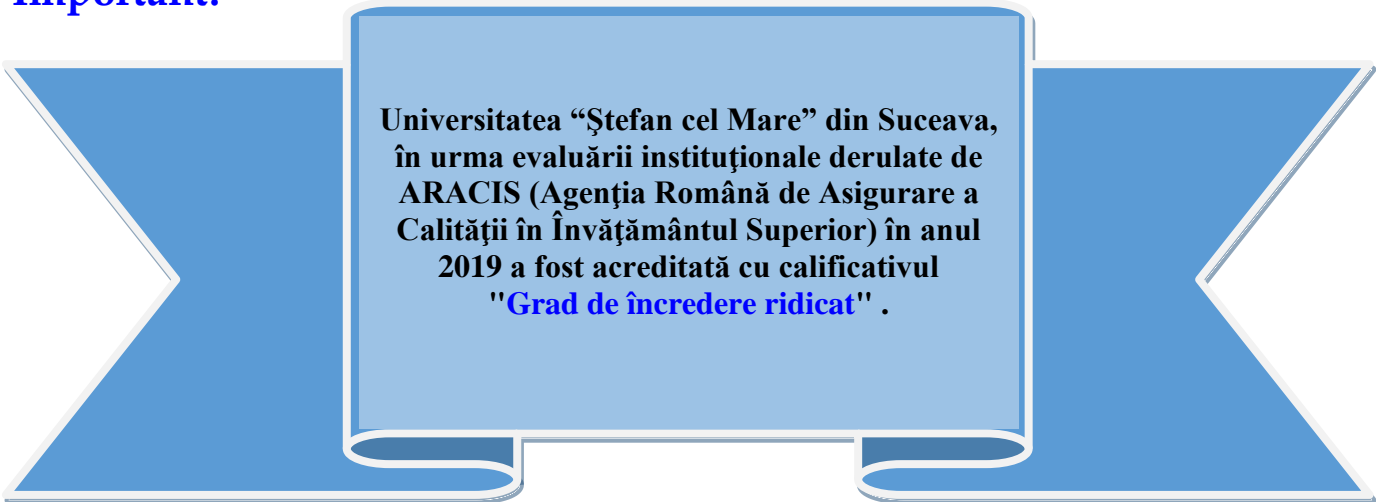 Important.
Universitatea “Ştefan cel Mare” din Suceava,
în urma evaluării instituţionale derulate de
ARACIS (Agenţia Română de Asigurare a
Calităţii în Învăţământul Superior) în anul
2019 a fost acreditată cu calificativul
"Grad de încredere ridicat" .